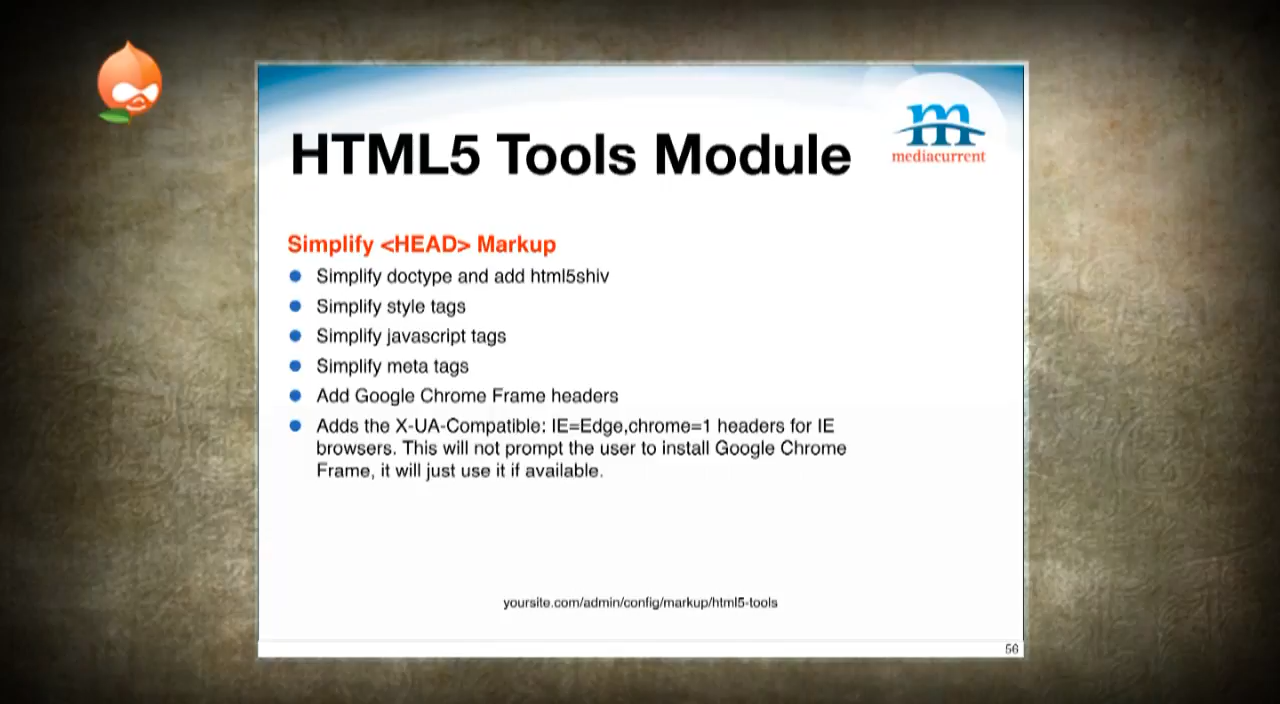 HTML5 Tools Module
mediacurrent
Simplify <HEAD> Markup
Simplify doctype and add html5shiv
Simplify style tags
Simplify javascript tags
Simplify meta tags
Add Google Chrome Frame headers
Adds the X-UA-Compatible: IE=Edge,chrome=1 headers for IE
browsers. This will not prompt the user to install Google Chrome
Frame, it will just use it if available.
yoursite.com/admin/config/markup/html5-tools
56